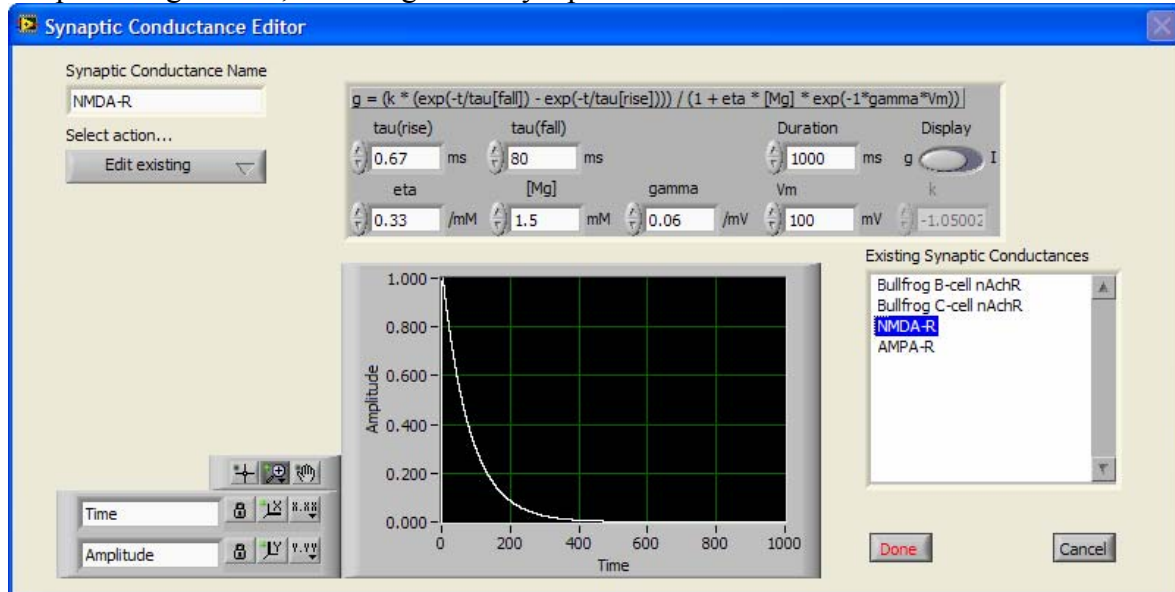 Synaptic Conductance Editor
Synaptic Conductance Name
NMDA-R
Select action...
Edit existing
g = (k * (exp(-t/tau[fall]) - exp(-t/tau[rise]))) / (1 + eta * [Mg] * exp(-1*gamma*Vm))
tau(rise) tau(fall) Duration Display
0.67 ms 80 ms 1000 ms g I
eta [Mg] gamma Vm k
0.33 /mM 1.5 mM 0.06 /mV 100 mV -1.05002
Existing Synaptic Conductances
Bullfrog B-cell nAchR
Bullfrog C-cell nAchR
NMDA-R
AMPA-R
1.000
0.800
0.600
0.400
0.200
0.000
Amplitude
0 200 400 600 800 1000
Time
Time X X.XX
Amplitude Y Y.YY
Done
Cancel